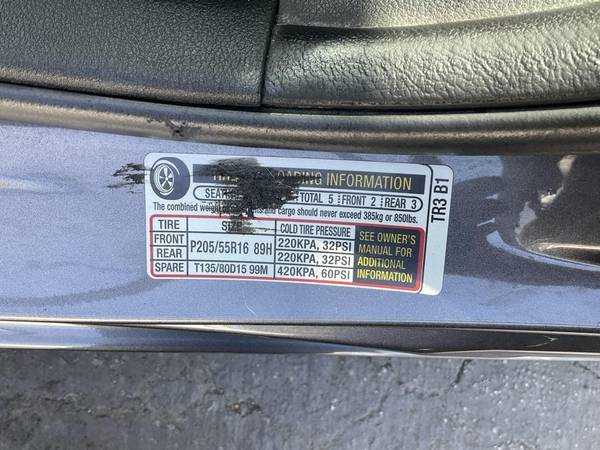 LOADING INFORMATION
TOTAL 5 FRONT 2 REAR 3
The combined and cargo should never exceed 385kg or 850lbs.
TIRE SIZE COLD TIRE PRESSURE
FRONT P205/55R16 89H 220KPA, 32PSI
REAR 220KPA, 32PSI
SPARE T135/80D15 99M 420KPA, 60PSI
SEE OWNER'S
MANUAL FOR
ADDITIONAL
INFORMATION
TR3 B1